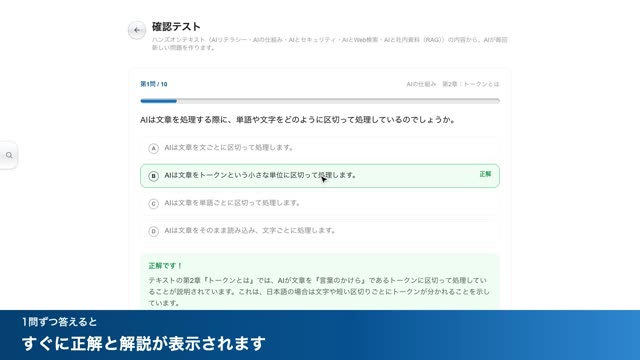 確認テスト
ハンズオンテキスト（AIリテラシー・AIの仕組み・AIとセキュリティ・AIとWeb検索・AIと社内資料（RAG））の内容から、AIが毎回
新しい問題を作ります。
第1問 / 10
AIの仕組み 第2章：トークンとは
AIは文章を処理する際に、単語や文字をどのように区切って処理しているのでしょうか。
A AIは文章を文ごとに区切って処理します。
B AIは文章をトークンという小さな単位に区切って処理します。 正解
C AIは文章を単語ごとに区切って処理します。
D AIは文章をそのまま読み込み、文字ごとに処理します。
正解です！
テキストの第2章『トークンとは』では、AIが文章を『言葉のかけら』であるトークンに区切って処理してい
ることが説明されています。これは、日本語の場合は文字や短い区切りごとにトークンが分かれることを示し
ています。
1問ずつ答えると
すぐに正解と解説が表示されます